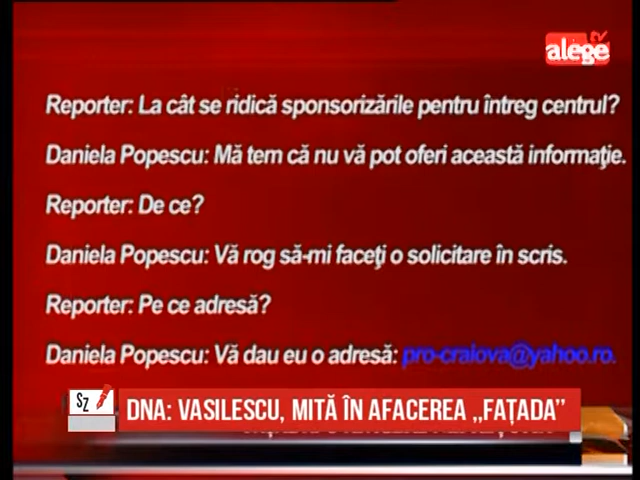 alege tv
Reporter: La cât se ridică sponsorizările pentru întreg centrul?
Daniela Popescu: Mă tem că nu vă pot oferi această informaţie.
Reporter: De ce?
Daniela Popescu: Vă rog să-mi faceţi o solicitare în scris.
Reporter: Pe ce adresă?
Daniela Popescu: Vă dau eu o adresă: pro-craiova@yahoo.ro.
SZ
DNA: VASILESCU, MITĂ ÎN AFACEREA „FAȚADA”